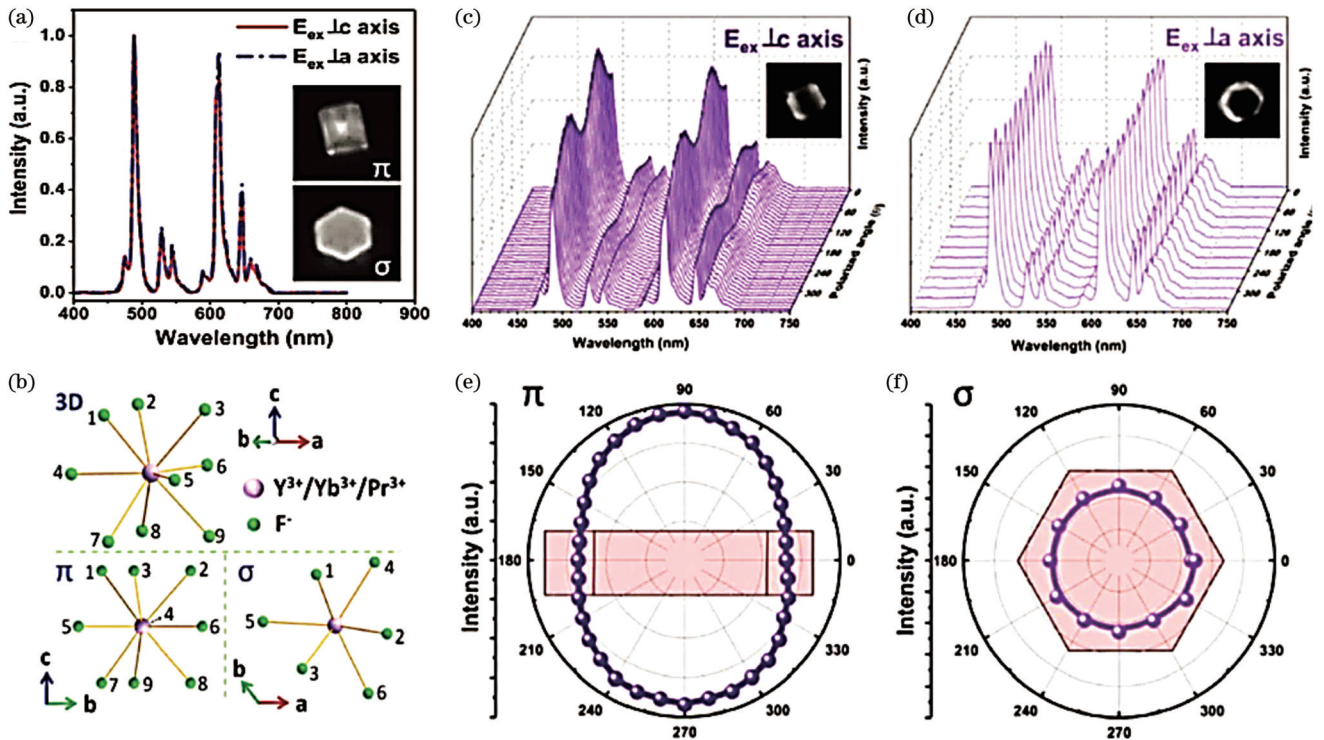 (a)
E_ex⊥c axis
E_ex⊥a axis
π
σ
Intensity (a.u.)
1.0
0.8
0.6
0.4
0.2
0.0
400 500 600 700 800 900
Wavelength (nm)
(c)
E_ex⊥c axis
Intensity (a.u.)
0
60
120
180
240
300
Polarized angle (θ)
400 450 500 550 600 650 700 750
Wavelength (nm)
(d)
E_ex⊥a axis
Intensity (a.u.)
0
60
120
180
240
300
400 450 500 550 600 650 700 750
Wavelength (nm)
(b)
3D
1 2 3 4 5 6 7 8 9
c
b a
Y³⁺/Yb³⁺/Pr³⁺
F⁻
π
1 3 2
4
5 6
7 9 8
c
b
σ
1 4
5 2
3 6
b
a
(e)
π
Intensity (a.u.)
90
120 60
150 30
180 0
210 330
240 300
270
(f)
σ
Intensity (a.u.)
90
120 60
150 30
180 0
210 330
240 300
270